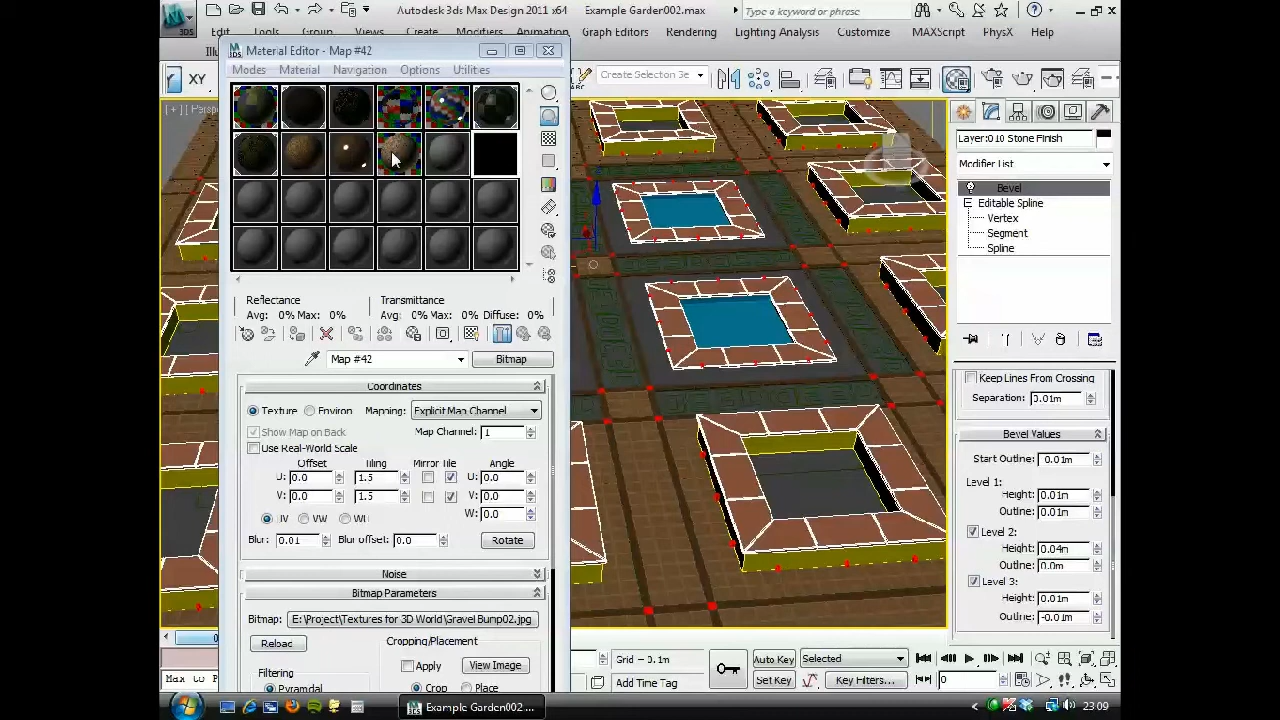 Autodesk 3ds Max Design 2011 x64 Example Garden002.max
Type a keyword or phrase
Edit Tools Group Views Create Modifiers Animation Graph Editors Rendering Lighting Analysis Customize MAXScript PhysX Help
3DS
Material Editor - Map #42
Modes Material Navigation Options Utilities
XY
Create Selection Se
ABC
[ + ] [ Perspe
Layer:010 Stone Finish
Modifier List
Bevel
Editable Spline
Vertex
Segment
Spline
Reflectance
Avg: 0% Max: 0%
Transmittance
Avg: 0% Max: 0% Diffuse: 0%
Map #42
Bitmap
Coordinates
Texture Environ Mapping: Explicit Map Channel
Show Map on Back Map Channel: 1
Use Real-World Scale
Offset Tiling Mirror Tile Angle
U: 0.0 1.5 U: 0.0
V: 0.0 1.5 V: 0.0
W: 0.0
UV VW WU
Blur: 0.01 Blur offset: 0.0 Rotate
Noise
Bitmap Parameters
Bitmap: E:\Project\Textures for 3D World\Gravel Bump02.jpg
Reload
Cropping/Placement
Apply View Image
Filtering
Pyramidal
Crop Place
Keep Lines From Crossing
Separation: 0.01m
Bevel Values
Start Outline: 0.01m
Level 1:
Height: 0.01m
Outline: 0.01m
Level 2:
Height: 0.04m
Outline: 0.0m
Level 3:
Height: 0.01m
Outline: -0.01m
Max to P
Grid = 0.1m
Add Time Tag
Auto Key
Set Key
Selected
Key Filters...
0
Example Garden002 ...
23:09